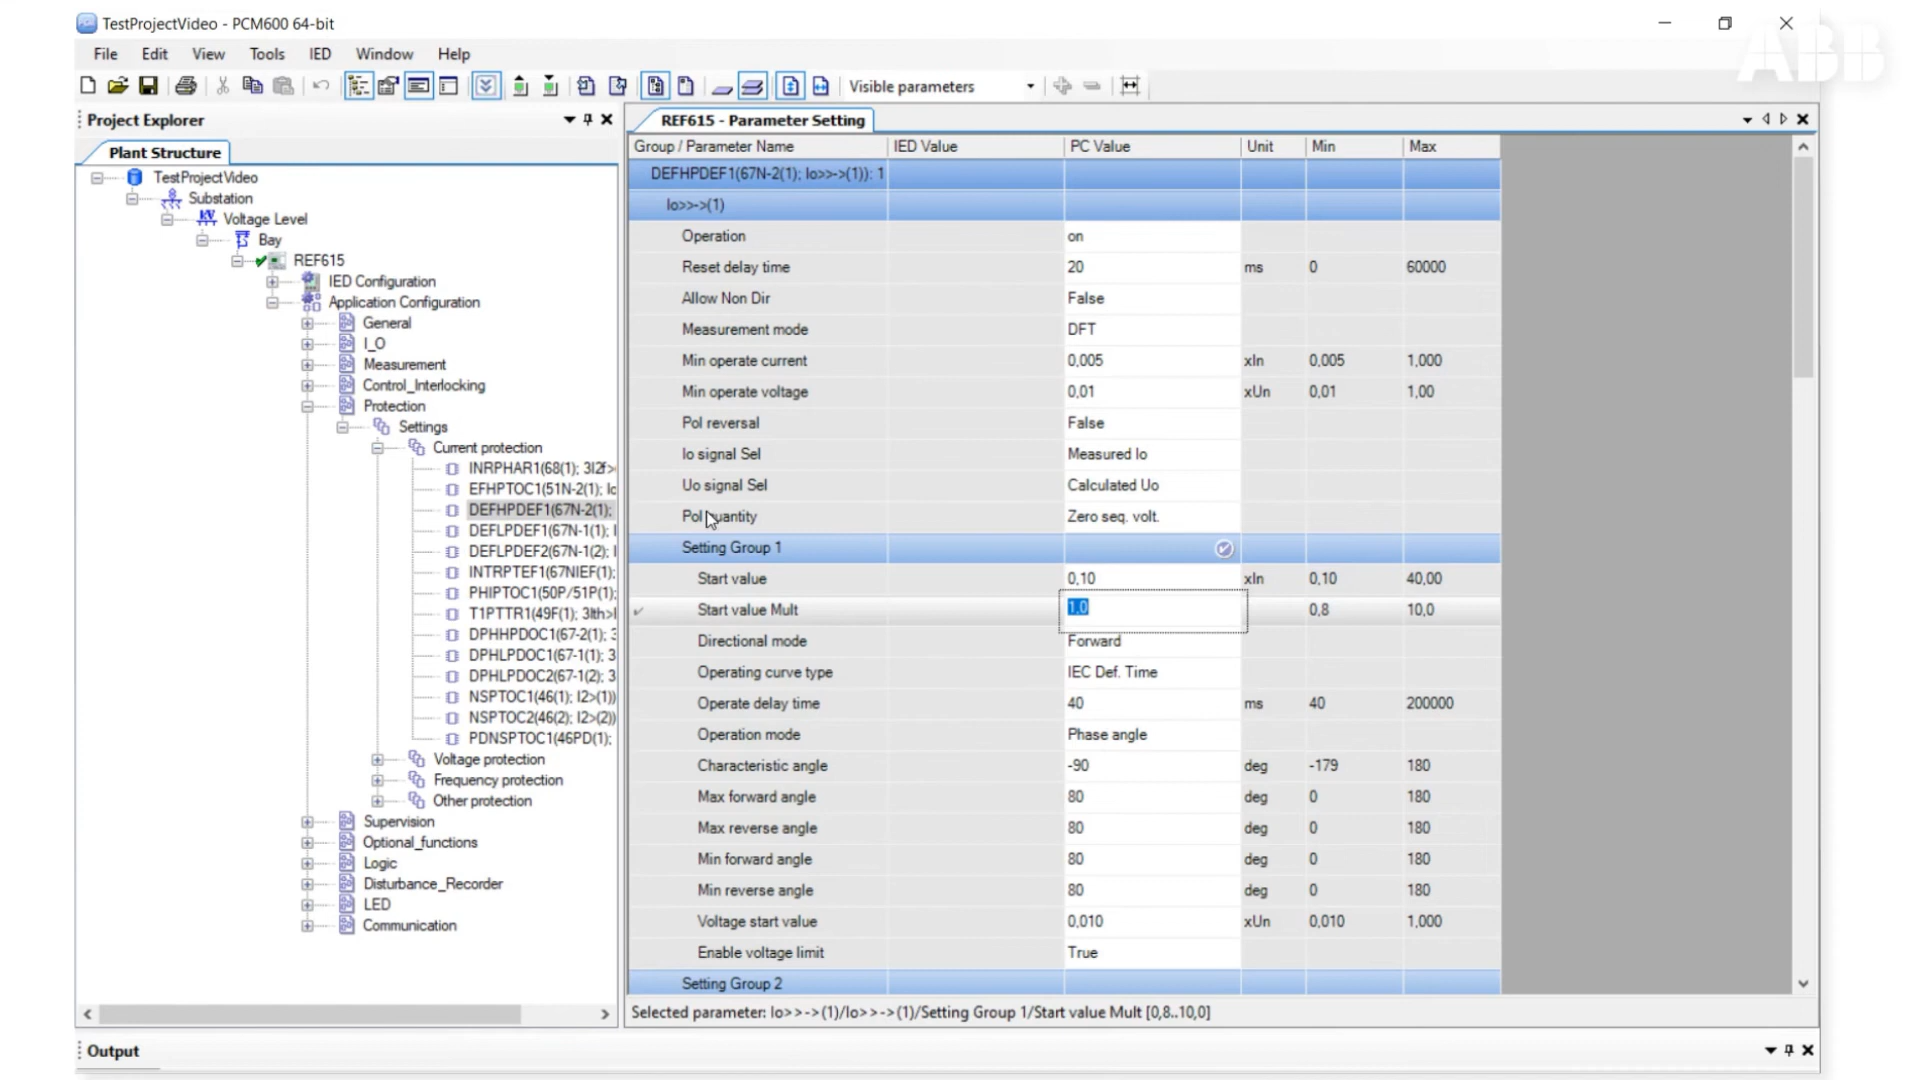 TestProjectVideo - PCM600 64-bit
ABB
File Edit View Tools IED Window Help
Visible parameters
Project Explorer
Plant Structure
TestProjectVideo
Substation
Voltage Level
Bay
REF615
IED Configuration
Application Configuration
General
I_O
Measurement
Control_Interlocking
Protection
Settings
Current protection
INRPHAR1(68(1); 3I2f>
EFHPTOC1(51N-2(1); Io
DEFHPDEF1(67N-2(1);
DEFLPDEF1(67N-1(1); I
DEFLPDEF2(67N-1(2); I
INTRPTEF1(67NIEF(1);
PHIPTOC1(50P/51P(1);
T1PTTR1(49F(1); 3Ith>I
DPHHPDOC1(67-2(1); 3
DPHLPDOC1(67-1(1); 3
DPHLPDOC2(67-1(2); 3
NSPTOC1(46(1); I2>(1))
NSPTOC2(46(2); I2>(2))
PDNSPTOC1(46PD(1);
Voltage protection
Frequency protection
Other protection
Supervision
Optional_functions
Logic
Disturbance_Recorder
LED
Communication
REF615 - Parameter Setting
Group / Parameter Name IED Value PC Value Unit Min Max
DEFHPDEF1(67N-2(1); Io>>->(1)): 1
Io>>->(1)
Operation on
Reset delay time 20 ms 0 60000
Allow Non Dir False
Measurement mode DFT
Min operate current 0,005 xIn 0,005 1,000
Min operate voltage 0,01 xUn 0,01 1,00
Pol reversal False
Io signal Sel Measured Io
Uo signal Sel Calculated Uo
Pol quantity Zero seq. volt.
Setting Group 1
Start value 0,10 xIn 0,10 40,00
Start value Mult 1,0 0,8 10,0
Directional mode Forward
Operating curve type IEC Def. Time
Operate delay time 40 ms 40 200000
Operation mode Phase angle
Characteristic angle -90 deg -179 180
Max forward angle 80 deg 0 180
Max reverse angle 80 deg 0 180
Min forward angle 80 deg 0 180
Min reverse angle 80 deg 0 180
Voltage start value 0,010 xUn 0,010 1,000
Enable voltage limit True
Setting Group 2
Selected parameter: Io>>->(1)/Io>>->(1)/Setting Group 1/Start value Mult [0,8..10,0]
Output